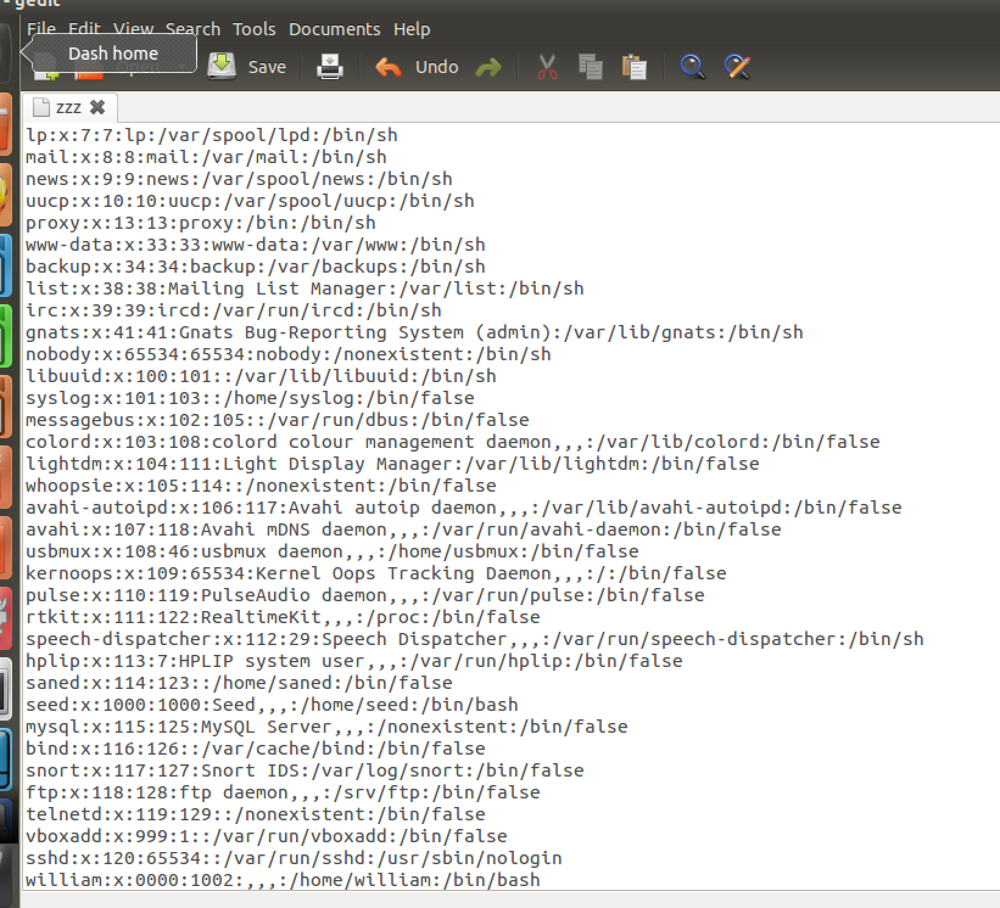 - gedit
File Edit View Search Tools Documents Help
Dash home
Open Save Undo
zzz
lp:x:7:7:lp:/var/spool/lpd:/bin/sh
mail:x:8:8:mail:/var/mail:/bin/sh
news:x:9:9:news:/var/spool/news:/bin/sh
uucp:x:10:10:uucp:/var/spool/uucp:/bin/sh
proxy:x:13:13:proxy:/bin:/bin/sh
www-data:x:33:33:www-data:/var/www:/bin/sh
backup:x:34:34:backup:/var/backups:/bin/sh
list:x:38:38:Mailing List Manager:/var/list:/bin/sh
irc:x:39:39:ircd:/var/run/ircd:/bin/sh
gnats:x:41:41:Gnats Bug-Reporting System (admin):/var/lib/gnats:/bin/sh
nobody:x:65534:65534:nobody:/nonexistent:/bin/sh
libuuid:x:100:101::/var/lib/libuuid:/bin/sh
syslog:x:101:103::/home/syslog:/bin/false
messagebus:x:102:105::/var/run/dbus:/bin/false
colord:x:103:108:colord colour management daemon,,,:/var/lib/colord:/bin/false
lightdm:x:104:111:Light Display Manager:/var/lib/lightdm:/bin/false
whoopsie:x:105:114::/nonexistent:/bin/false
avahi-autoipd:x:106:117:Avahi autoip daemon,,,:/var/lib/avahi-autoipd:/bin/false
avahi:x:107:118:Avahi mDNS daemon,,,:/var/run/avahi-daemon:/bin/false
usbmux:x:108:46:usbmux daemon,,,:/home/usbmux:/bin/false
kernoops:x:109:65534:Kernel Oops Tracking Daemon,,,:/:/bin/false
pulse:x:110:119:PulseAudio daemon,,,:/var/run/pulse:/bin/false
rtkit:x:111:122:RealtimeKit,,,:/proc:/bin/false
speech-dispatcher:x:112:29:Speech Dispatcher,,,:/var/run/speech-dispatcher:/bin/sh
hplip:x:113:7:HPLIP system user,,,:/var/run/hplip:/bin/false
saned:x:114:123::/home/saned:/bin/false
seed:x:1000:1000:Seed,,,:/home/seed:/bin/bash
mysql:x:115:125:MySQL Server,,,:/nonexistent:/bin/false
bind:x:116:126::/var/cache/bind:/bin/false
snort:x:117:127:Snort IDS:/var/log/snort:/bin/false
ftp:x:118:128:ftp daemon,,,:/srv/ftp:/bin/false
telnetd:x:119:129::/nonexistent:/bin/false
vboxadd:x:999:1::/var/run/vboxadd:/bin/false
sshd:x:120:65534::/var/run/sshd:/usr/sbin/nologin
william:x:0000:1002:,,,:/home/william:/bin/bash